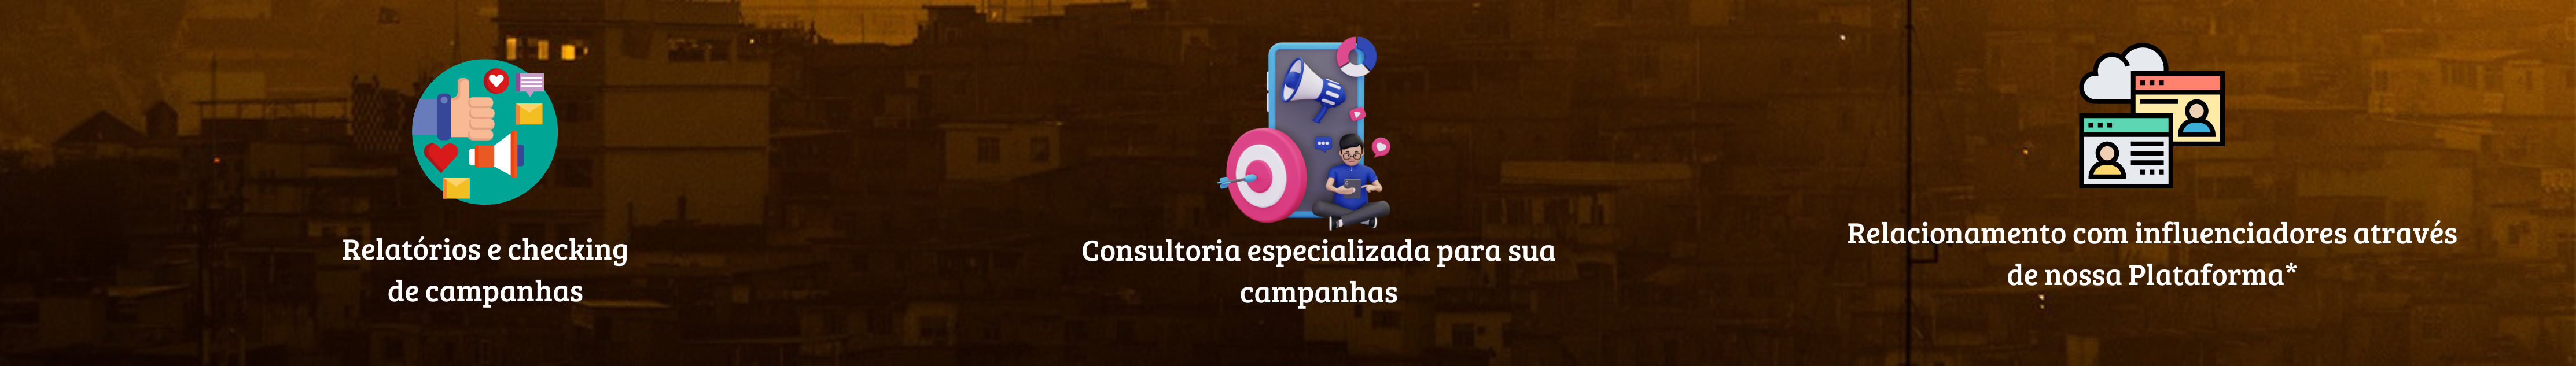 Relatórios e checking
de campanhas
Consultoria especializada para sua
campanhas
Relacionamento com influenciadores através
de nossa Plataforma*